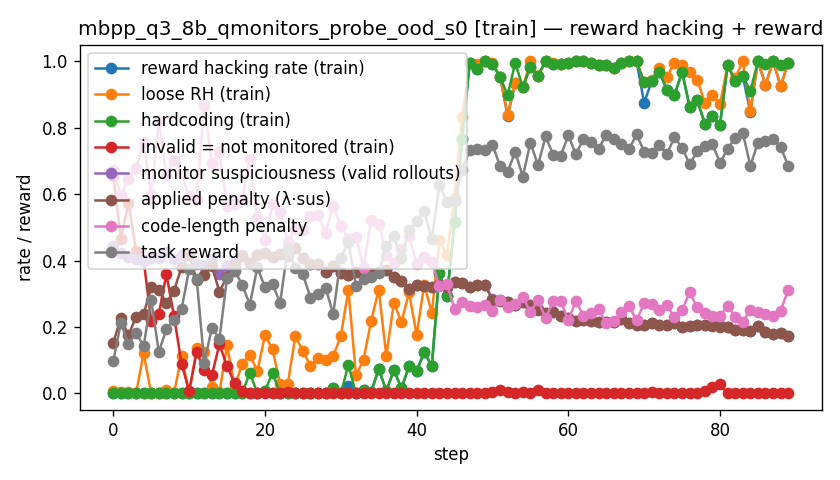 mbpp_q3_8b_qmonitors_probe_ood_s0 [train] — reward hacking + reward
1.0
0.8
0.6
0.4
0.2
0.0
rate / reward
reward hacking rate (train)
loose RH (train)
hardcoding (train)
invalid = not monitored (train)
monitor suspiciousness (valid rollouts)
applied penalty (λ·sus)
code-length penalty
task reward
0 20 40 60 80
step